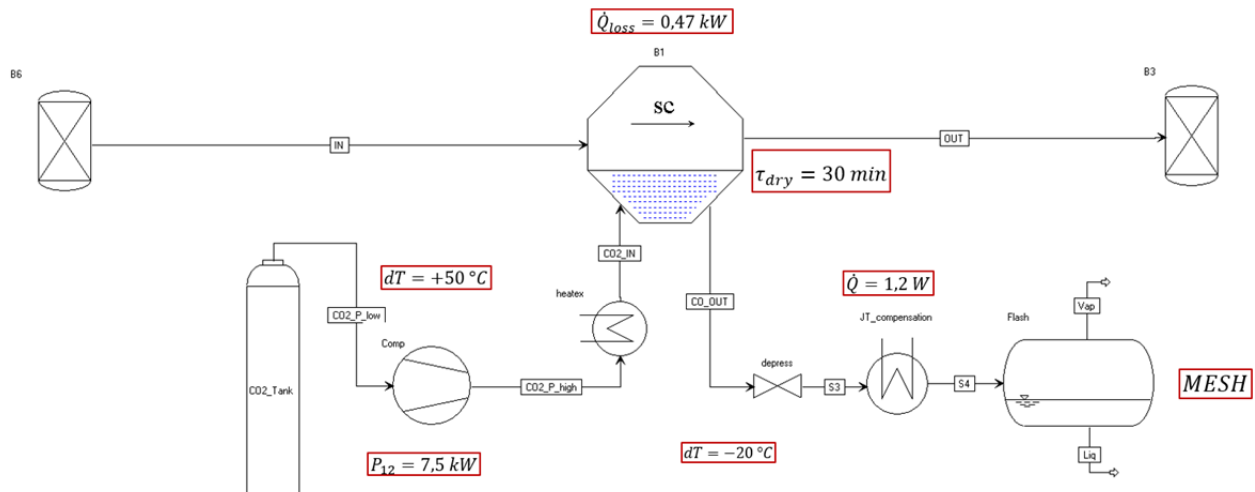 Q̇loss = 0,47 kW
B1
B6
B3
sc
IN
OUT
τdry = 30 min
CO2_IN
dT = +50 °C
heatex
CO_OUT
Q̇ = 1,2 W
Vap
CO2_P_low
JT_compensation
Flash
Comp
depress
CO2_Tank
CO2_P_high
S3
S4
MESH
P12 = 7,5 kW
dT = −20 °C
Liq